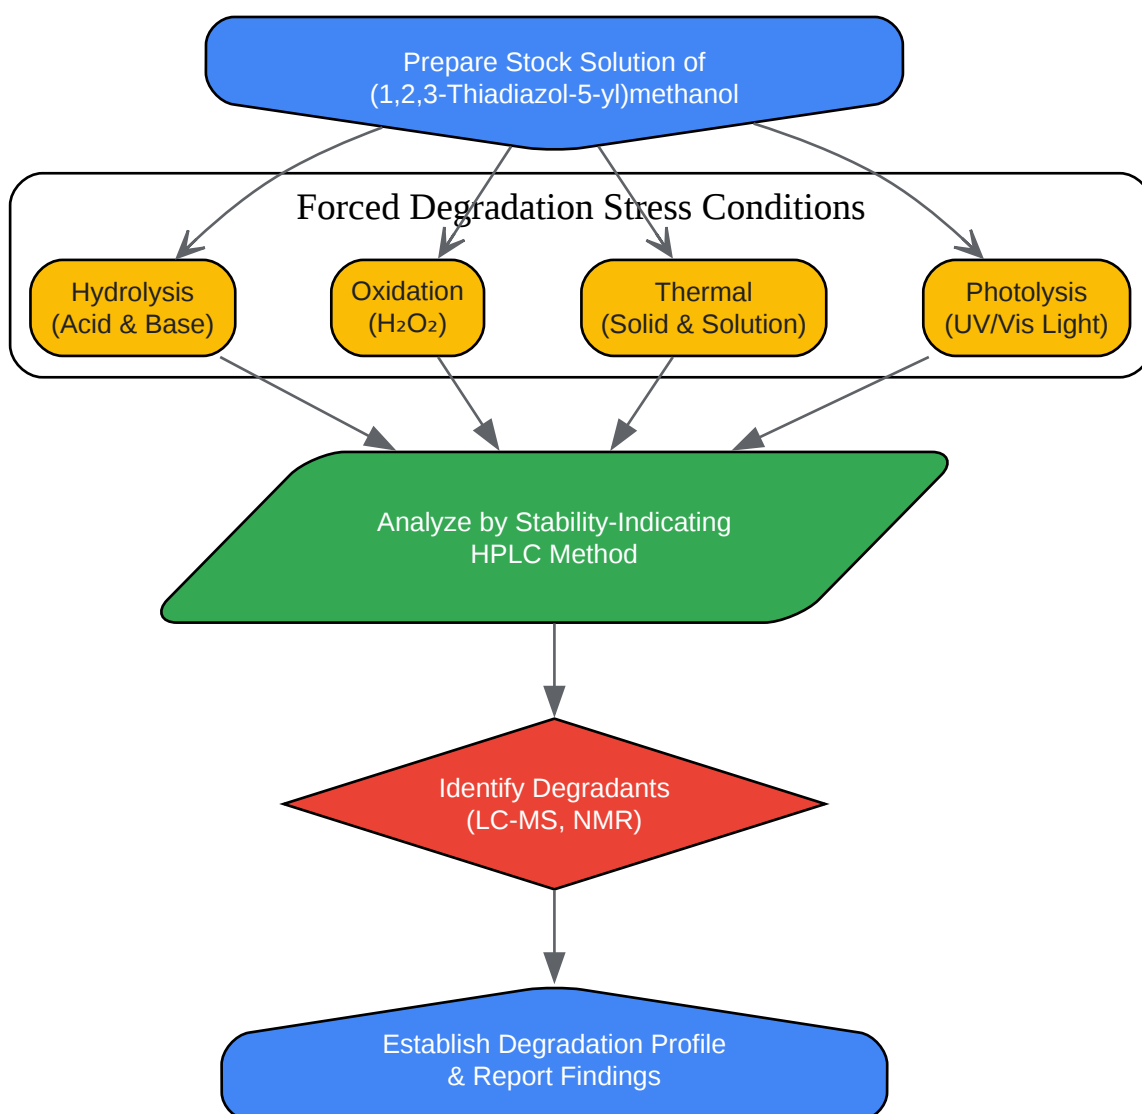 Prepare Stock Solution of
(1,2,3-Thiadiazol-5-yl)methanol
Forced Degradation Stress Conditions
Hydrolysis
(Acid & Base)
Oxidation
(H₂O₂)
Thermal
(Solid & Solution)
Photolysis
(UV/Vis Light)
Analyze by Stability-Indicating
HPLC Method
Identify Degradants
(LC-MS, NMR)
Establish Degradation Profile
& Report Findings